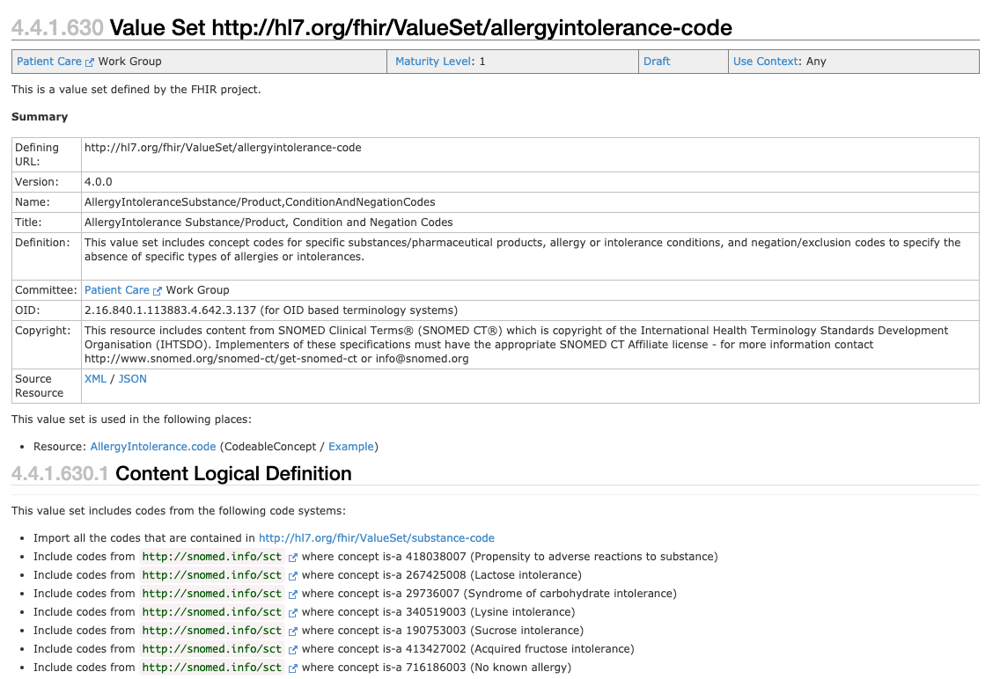 4.4.1.630 Value Set http://hl7.org/fhir/ValueSet/allergyintolerance-code
Patient Care Work Group Maturity Level: 1 Draft Use Context: Any
This is a value set defined by the FHIR project.
Summary
Defining URL: http://hl7.org/fhir/ValueSet/allergyintolerance-code
Version: 4.0.0
Name: AllergyIntoleranceSubstance/Product,ConditionAndNegationCodes
Title: AllergyIntolerance Substance/Product, Condition and Negation Codes
Definition: This value set includes concept codes for specific substances/pharmaceutical products, allergy or intolerance conditions, and negation/exclusion codes to specify the
absence of specific types of allergies or intolerances.
Committee: Patient Care Work Group
OID: 2.16.840.1.113883.4.642.3.137 (for OID based terminology systems)
Copyright: This resource includes content from SNOMED Clinical Terms® (SNOMED CT®) which is copyright of the International Health Terminology Standards Development
Organisation (IHTSDO). Implementers of these specifications must have the appropriate SNOMED CT Affiliate license - for more information contact
http://www.snomed.org/snomed-ct/get-snomed-ct or info@snomed.org
Source Resource XML / JSON
This value set is used in the following places:
• Resource: AllergyIntolerance.code (CodeableConcept / Example)
4.4.1.630.1 Content Logical Definition
This value set includes codes from the following code systems:
• Import all the codes that are contained in http://hl7.org/fhir/ValueSet/substance-code
• Include codes from http://snomed.info/sct where concept is-a 418038007 (Propensity to adverse reactions to substance)
• Include codes from http://snomed.info/sct where concept is-a 267425008 (Lactose intolerance)
• Include codes from http://snomed.info/sct where concept is-a 29736007 (Syndrome of carbohydrate intolerance)
• Include codes from http://snomed.info/sct where concept is-a 340519003 (Lysine intolerance)
• Include codes from http://snomed.info/sct where concept is-a 190753003 (Sucrose intolerance)
• Include codes from http://snomed.info/sct where concept is-a 413427002 (Acquired fructose intolerance)
• Include codes from http://snomed.info/sct where concept is-a 716186003 (No known allergy)